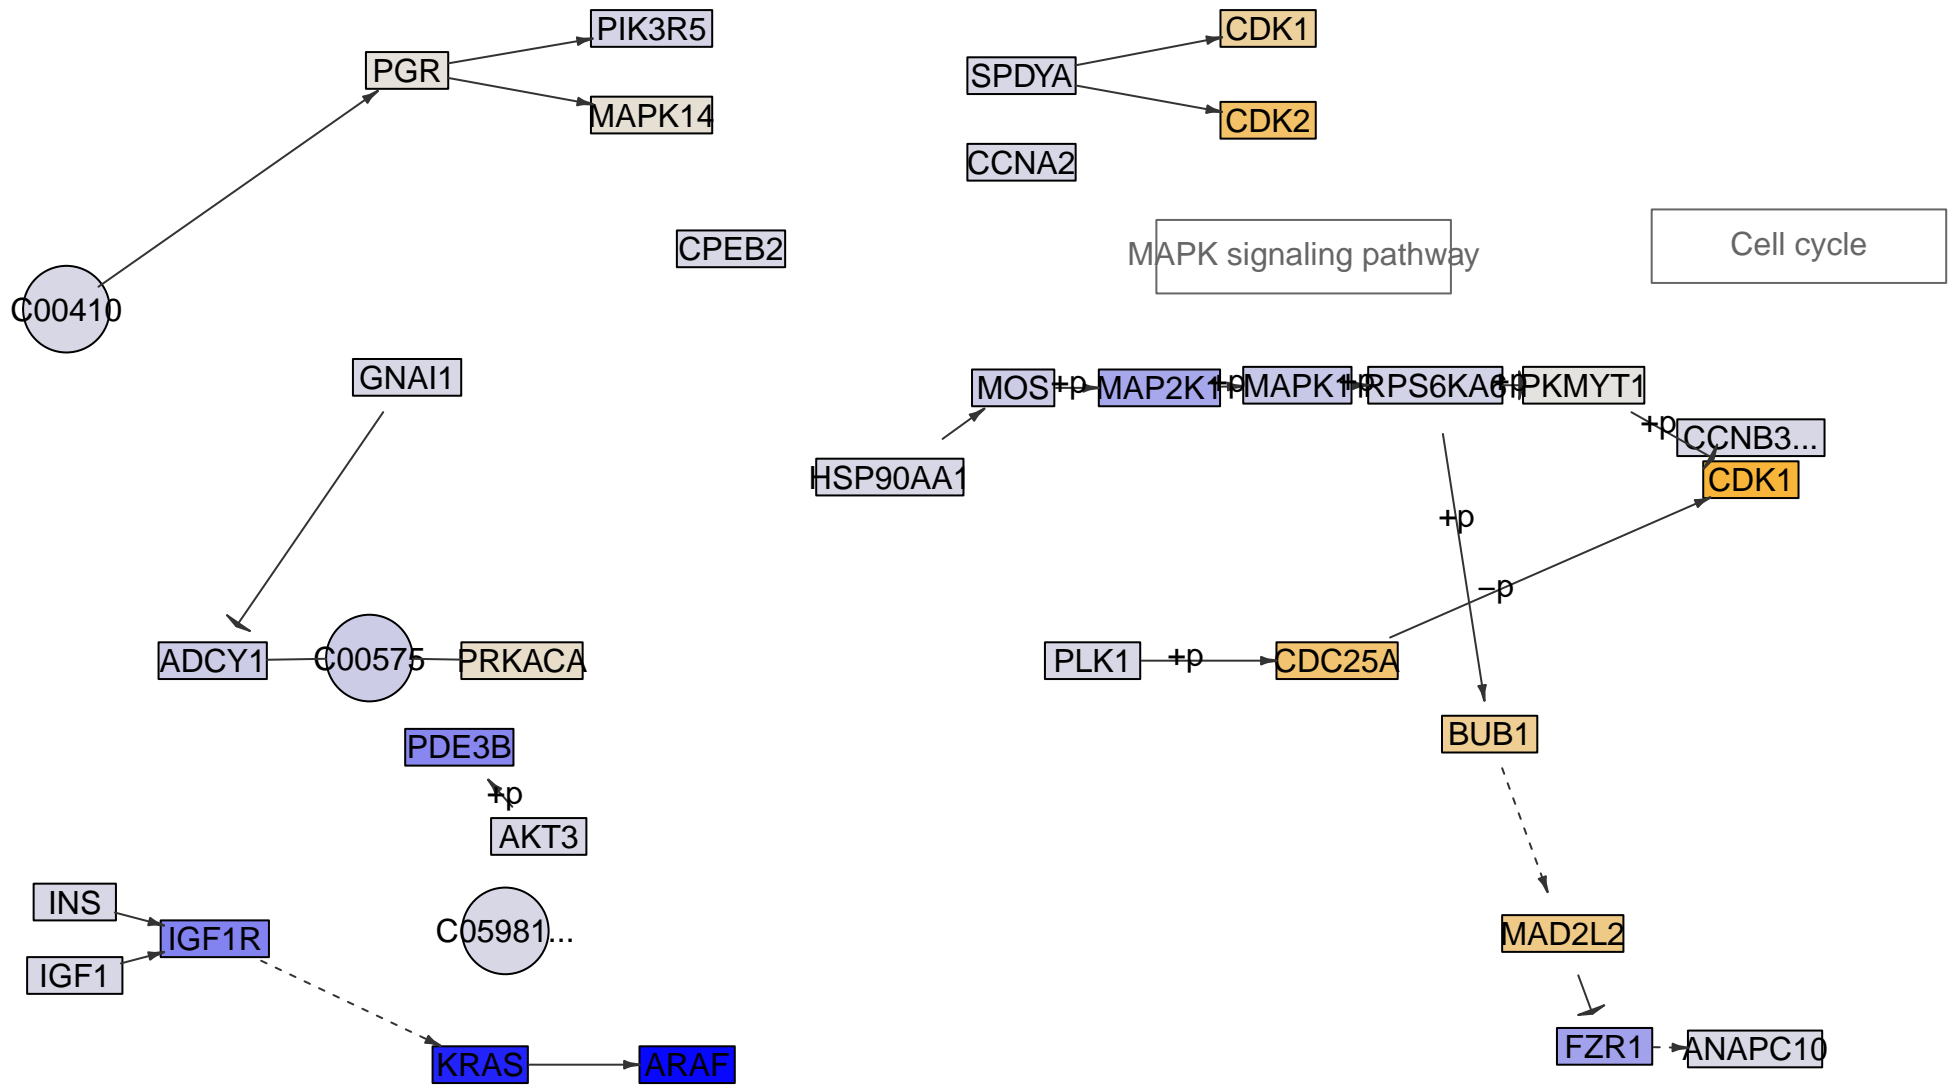 PIK3R5
CDK1
PGR
SPDYA
MAPK14
CDK2
CCNA2
CPEB2
MAPK signaling pathway
Cell cycle
C00410
GNAI1
MOS
+p
MAP2K1
+p
MAPK1
+p
RPS6KA6
+p
PKMYT1
+p
CCNB3...
HSP90AA1
CDK1
+p
−p
ADCY1
C00575
PRKACA
PLK1
+p
CDC25A
BUB1
PDE3B
+p
AKT3
INS
IGF1R
C05981...
MAD2L2
IGF1
KRAS
ARAF
FZR1
ANAPC10